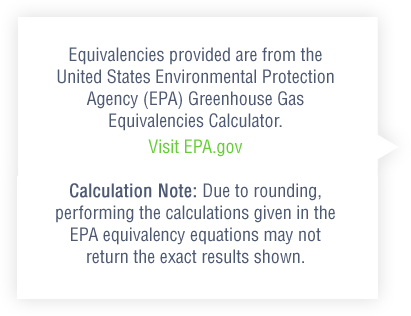 Equivalencies provided are from the
United States Environmental Protection
Agency (EPA) Greenhouse Gas
Equivalencies Calculator.
Visit EPA.gov
Calculation Note: Due to rounding,
performing the calculations given in the
EPA equivalency equations may not
return the exact results shown.